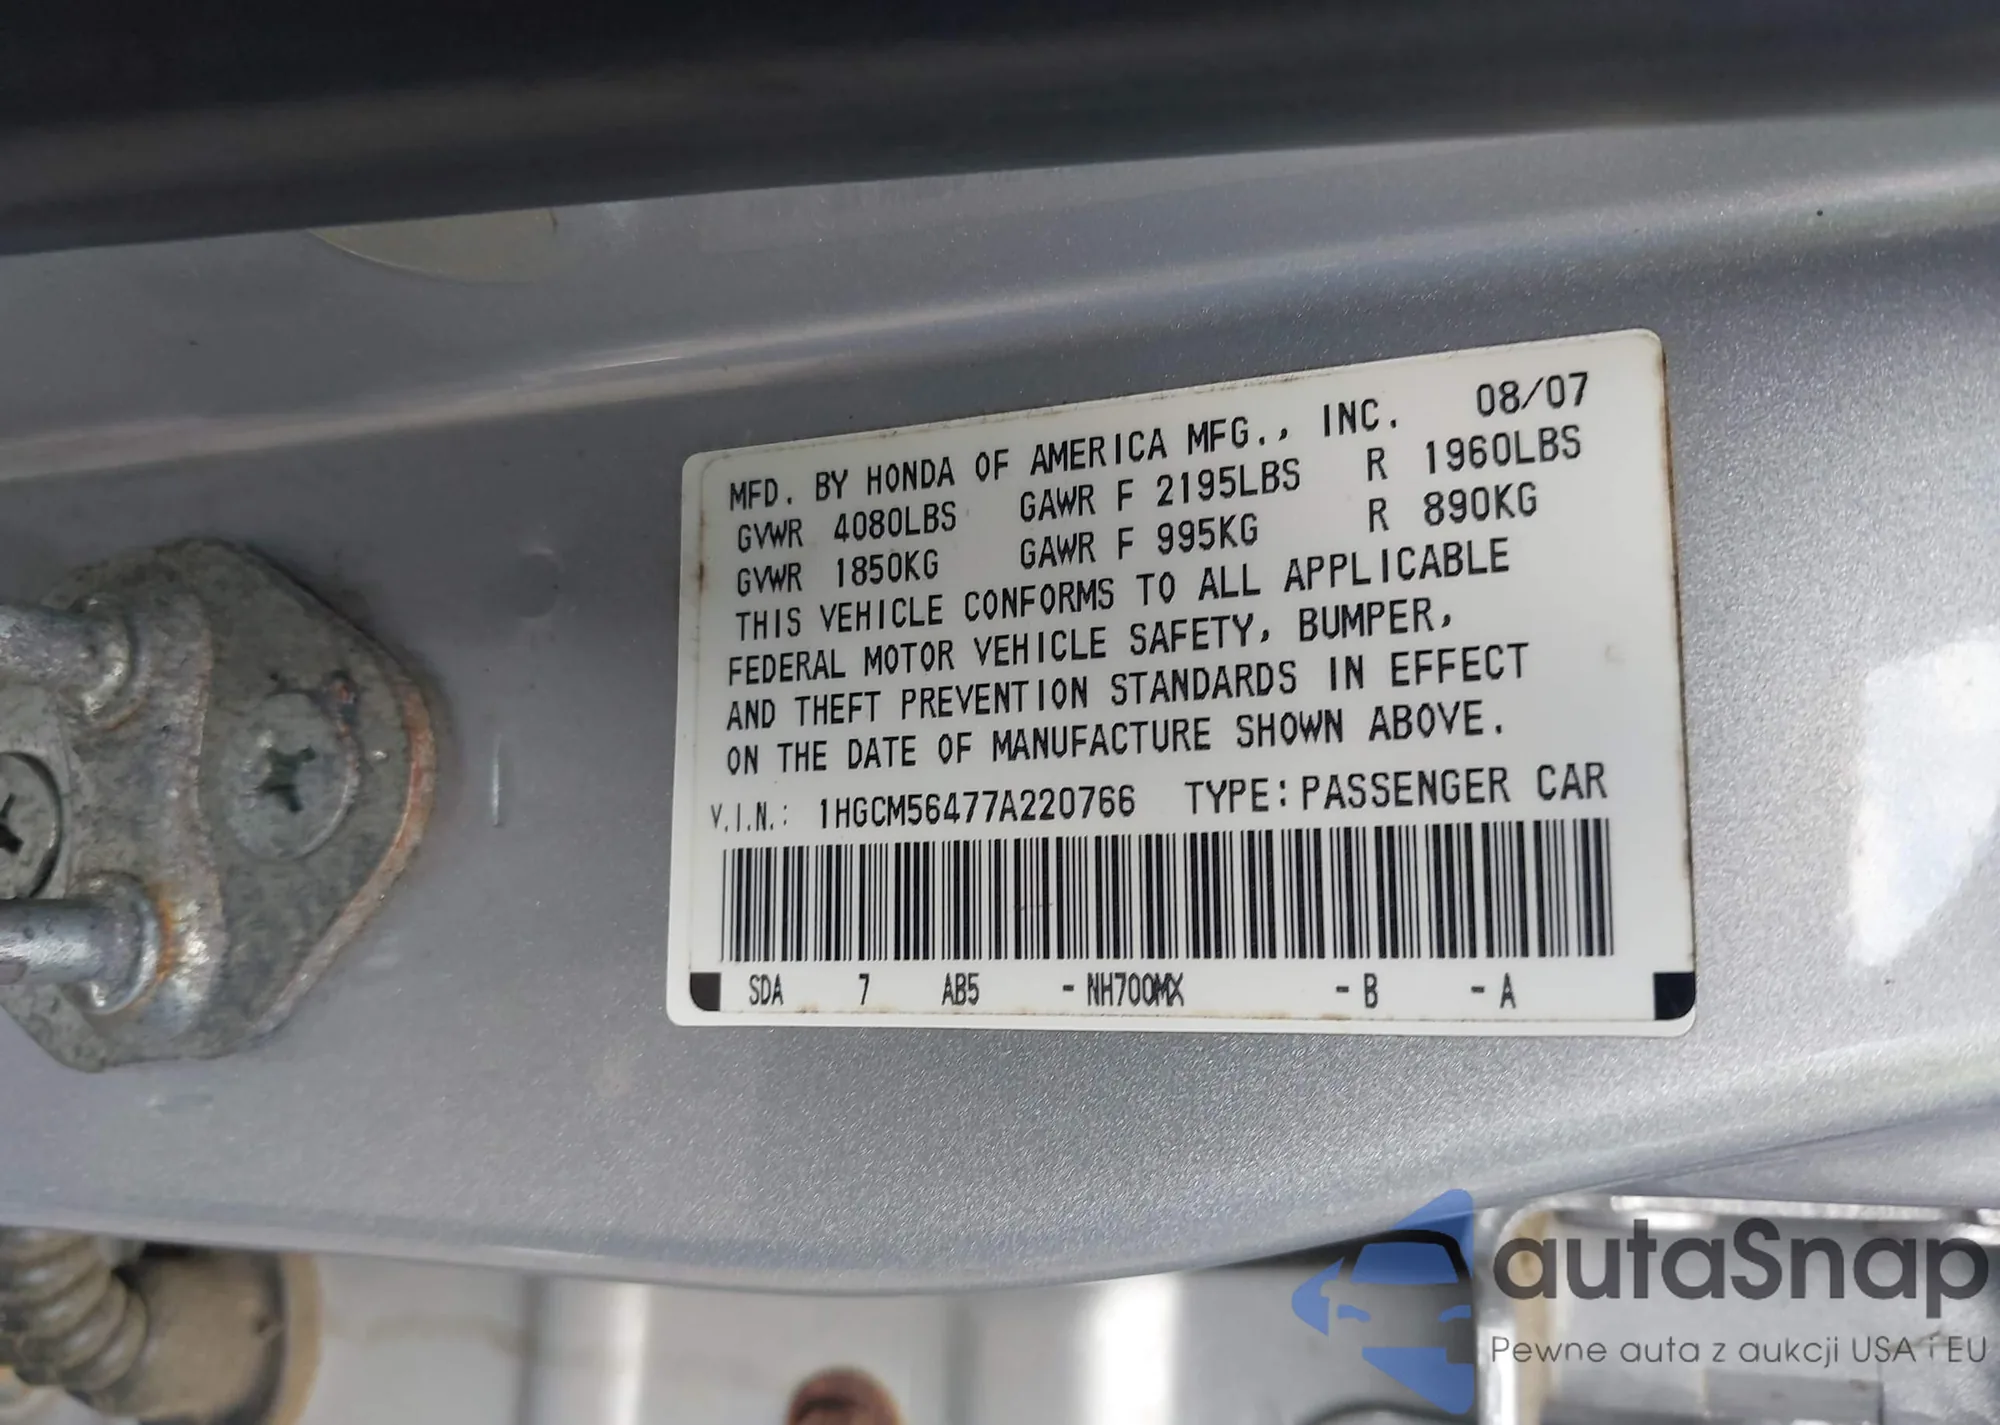 MFD. BY HONDA OF AMERICA MFG., INC. 08/07
GVWR 4080LBS GAWR F 2195LBS R 1960LBS
GVWR 1850KG GAWR F 995KG R 890KG
THIS VEHICLE CONFORMS TO ALL APPLICABLE
FEDERAL MOTOR VEHICLE SAFETY, BUMPER,
AND THEFT PREVENTION STANDARDS IN EFFECT
ON THE DATE OF MANUFACTURE SHOWN ABOVE.
V.I.N.: 1HGCM56477A220766 TYPE: PASSENGER CAR
SDA 7 AB5 - NH700MX - B - A
autaSnap
Pewne auta z aukcji USA i EU